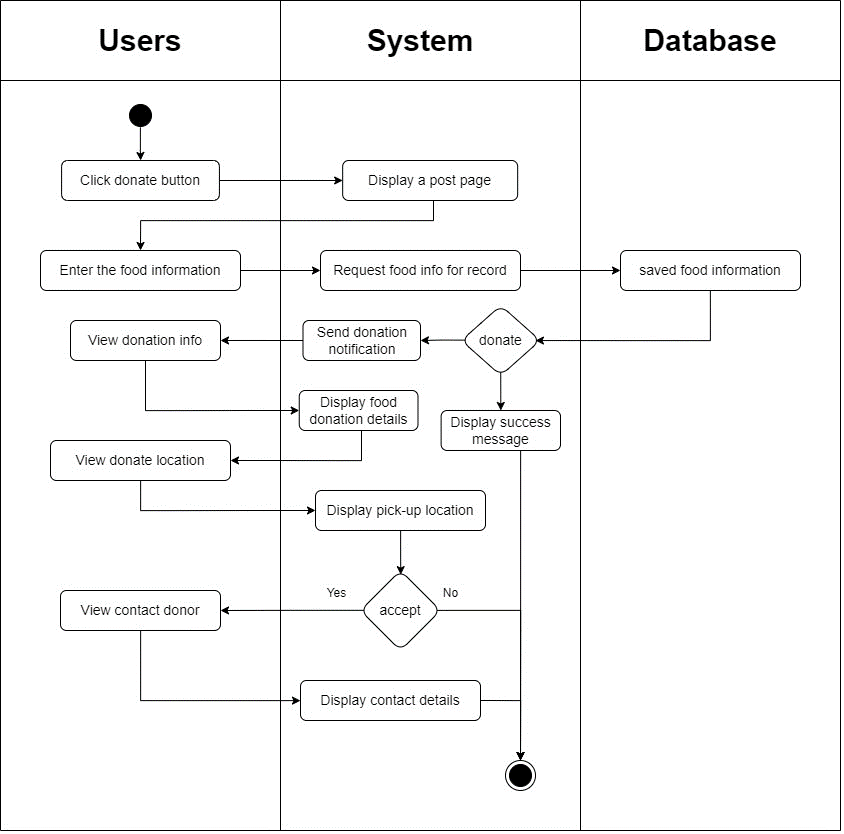 Users
System
Database
Click donate button
Display a post page
Enter the food information
Request food info for record
saved food information
View donation info
Send donation
notification
donate
Display food
donation details
Display success
message
View donate location
Display pick-up location
Yes
No
View contact donor
accept
Display contact details